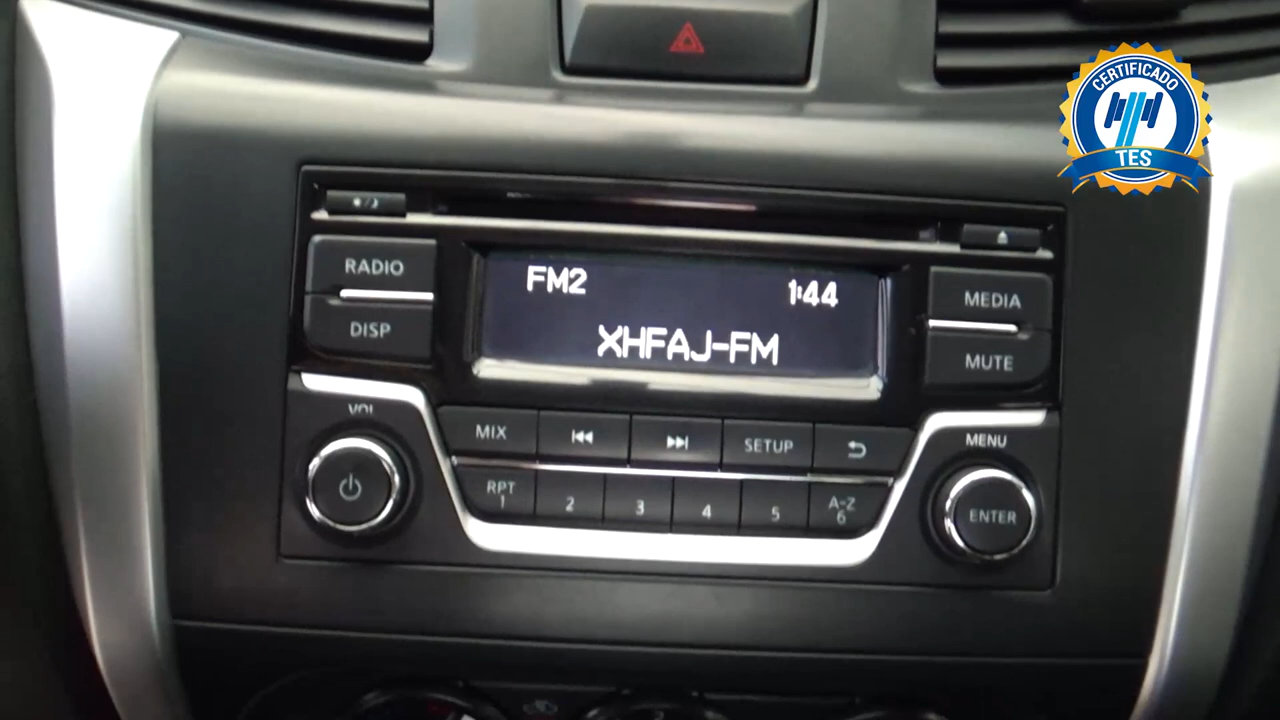 CERTIFICADO
TES
RADIO
DISP
FM2
1:44
XHFAJ-FM
MEDIA
MUTE
VOL
MIX
SETUP
MENU
RPT
1
2
3
4
5
A-Z
6
ENTER